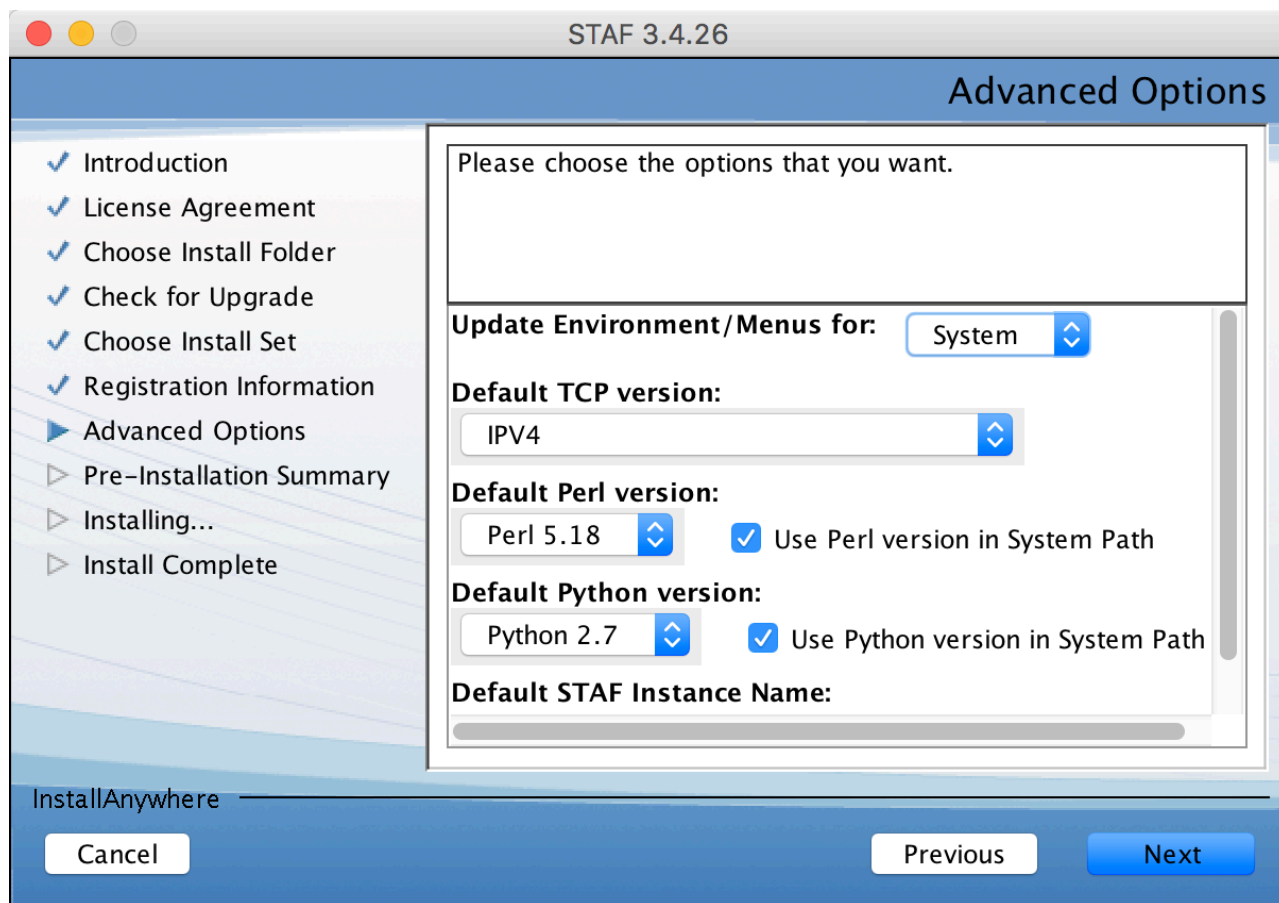 STAF 3.4.26
Advanced Options
Introduction
License Agreement
Choose Install Folder
Check for Upgrade
Choose Install Set
Registration Information
Advanced Options
Pre-Installation Summary
Installing...
Install Complete
Please choose the options that you want.
Update Environment/Menus for: System
Default TCP version:
IPV4
Default Perl version:
Perl 5.18 Use Perl version in System Path
Default Python version:
Python 2.7 Use Python version in System Path
Default STAF Instance Name:
InstallAnywhere
Cancel Previous Next